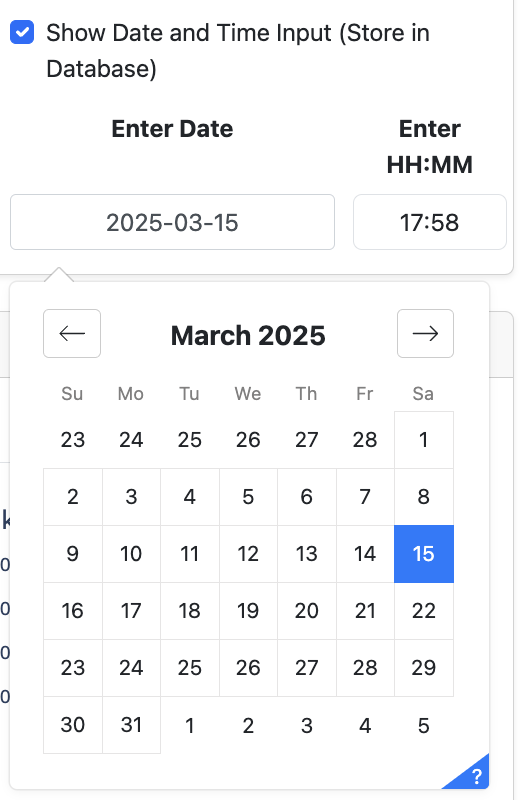 Show Date and Time Input (Store in
Database)
Enter Date
Enter
HH:MM
2025-03-15
17:58
March 2025
Su Mo Tu We Th Fr Sa
23 24 25 26 27 28 1
2 3 4 5 6 7 8
9 10 11 12 13 14 15
16 17 18 19 20 21 22
23 24 25 26 27 28 29
30 31 1 2 3 4 5
?